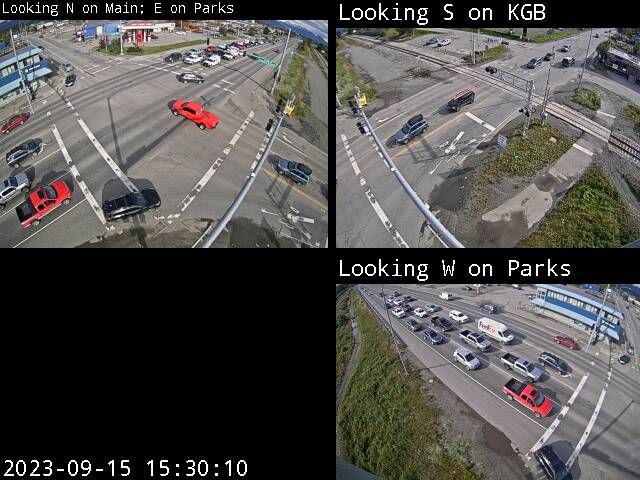 Looking N on Main; E on Parks
Looking S on KGB
Looking W on Parks
FedEx
2023-09-15 15:30:10